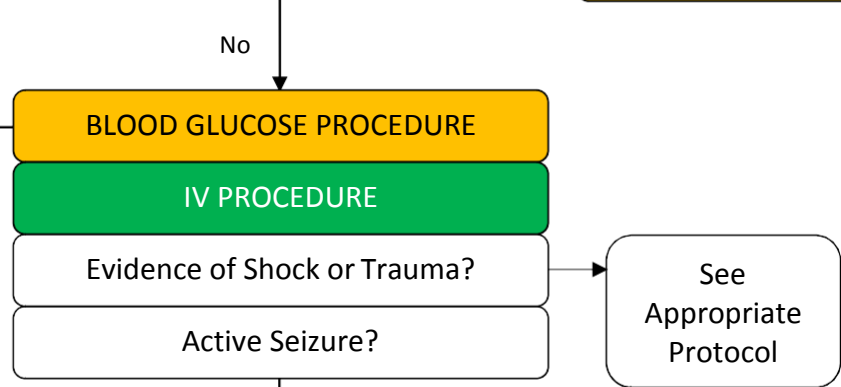 No
BLOOD GLUCOSE PROCEDURE
IV PROCEDURE
Evidence of Shock or Trauma?
Active Seizure?
See
Appropriate
Protocol